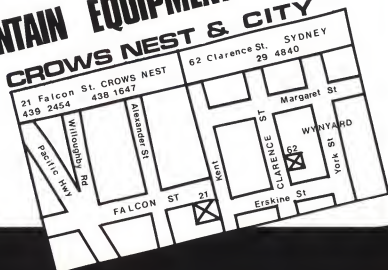 MOUNTAIN EQUIPMENT
CROWS NEST & CITY
21 Falcon St. CROWS NEST
439 2454 438 1647
62 Clarence St. SYDNEY
29 4840
Pacific Hwy
Willoughby Rd
Alexander St
FALCON ST
21
Kent
CLARENCE ST
Margaret St
WYNYARD
62
York St
Erskine St